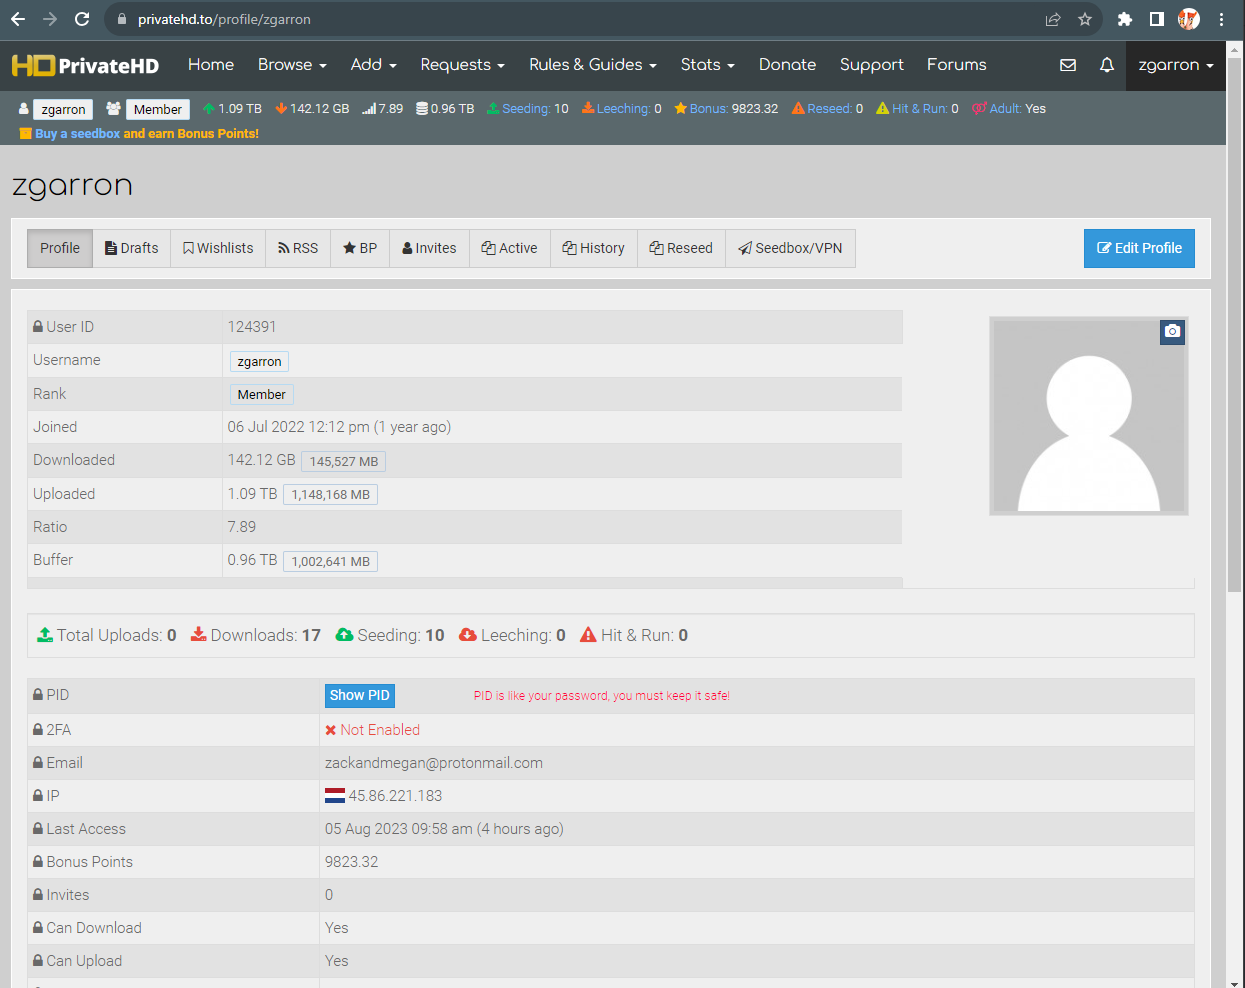 privatehd.to/profile/zgarron
HD PrivateHD Home Browse Add Requests Rules & Guides Stats Donate Support Forums zgarron
zgarron Member 1.09 TB 142.12 GB 7.89 0.96 TB Seeding: 10 Leeching: 0 Bonus: 9823.32 Reseed: 0 Hit & Run: 0 Adult: Yes
Buy a seedbox and earn Bonus Points!
zgarron
Profile Drafts Wishlists RSS BP Invites Active History Reseed Seedbox/VPN Edit Profile
User ID 124391
Username zgarron
Rank Member
Joined 06 Jul 2022 12:12 pm (1 year ago)
Downloaded 142.12 GB 145,527 MB
Uploaded 1.09 TB 1,148,168 MB
Ratio 7.89
Buffer 0.96 TB 1,002,641 MB
Total Uploads: 0 Downloads: 17 Seeding: 10 Leeching: 0 Hit & Run: 0
PID Show PID PID is like your password, you must keep it safe!
2FA Not Enabled
Email zackandmegan@protonmail.com
IP 45.86.221.183
Last Access 05 Aug 2023 09:58 am (4 hours ago)
Bonus Points 9823.32
Invites 0
Can Download Yes
Can Upload Yes